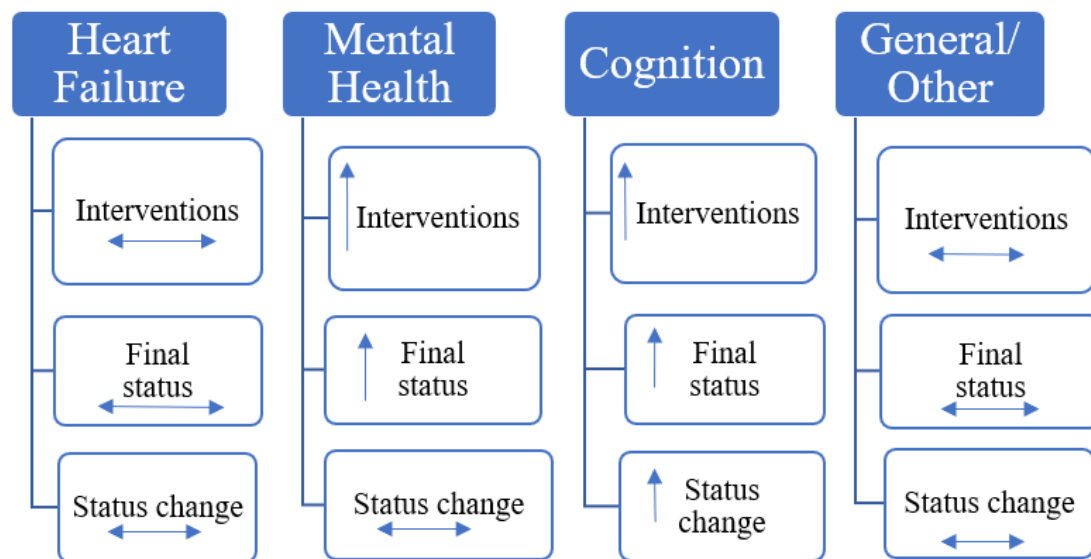 Heart
Failure
Interventions
Final
status
Status change
Mental
Health
Interventions
Final
status
Status change
Cognition
Interventions
Final
status
Status
change
General/
Other
Interventions
Final
status
Status change